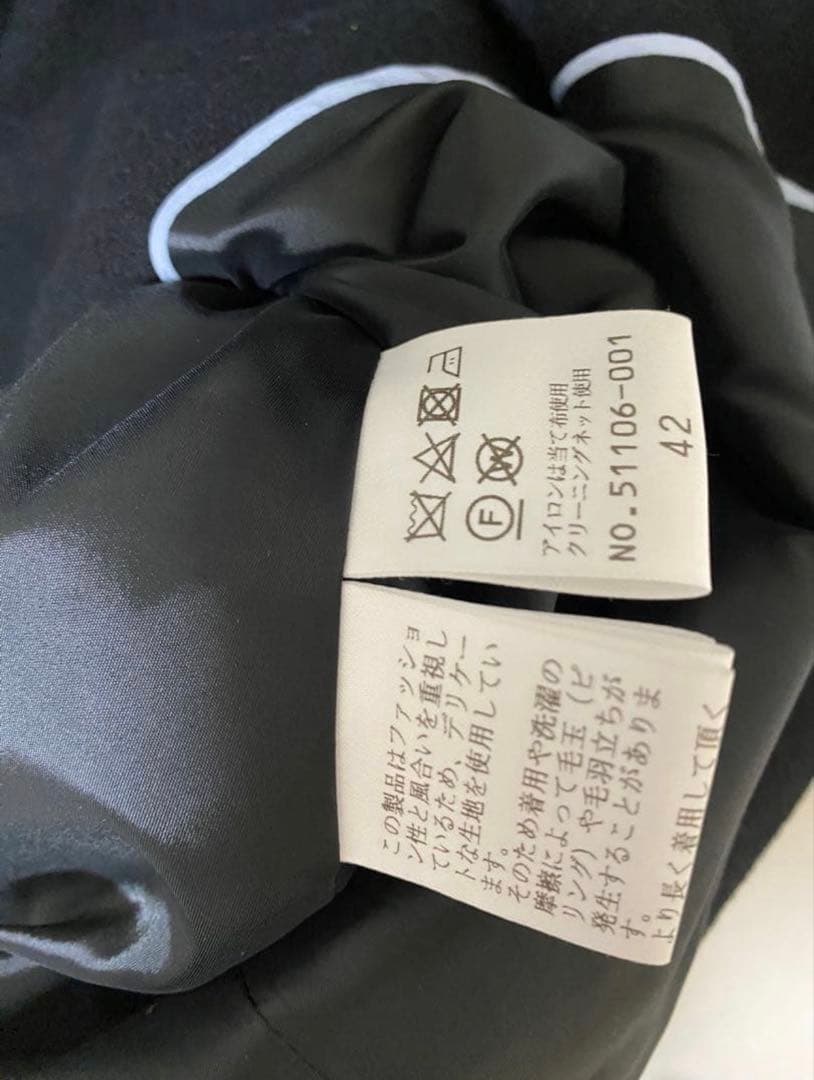 F
W
アイロンは当て布使用
クリーニングネット使用
NO.51106-001
42
この製品はファッショ
ン性と風合いを重視し
ているため、デリケー
トな生地を使用してい
ます。
そのため着用や洗濯の
摩擦によって毛玉（ピ
リング）や毛羽立ちが
発生することがありま
す。
より長く着用して頂く